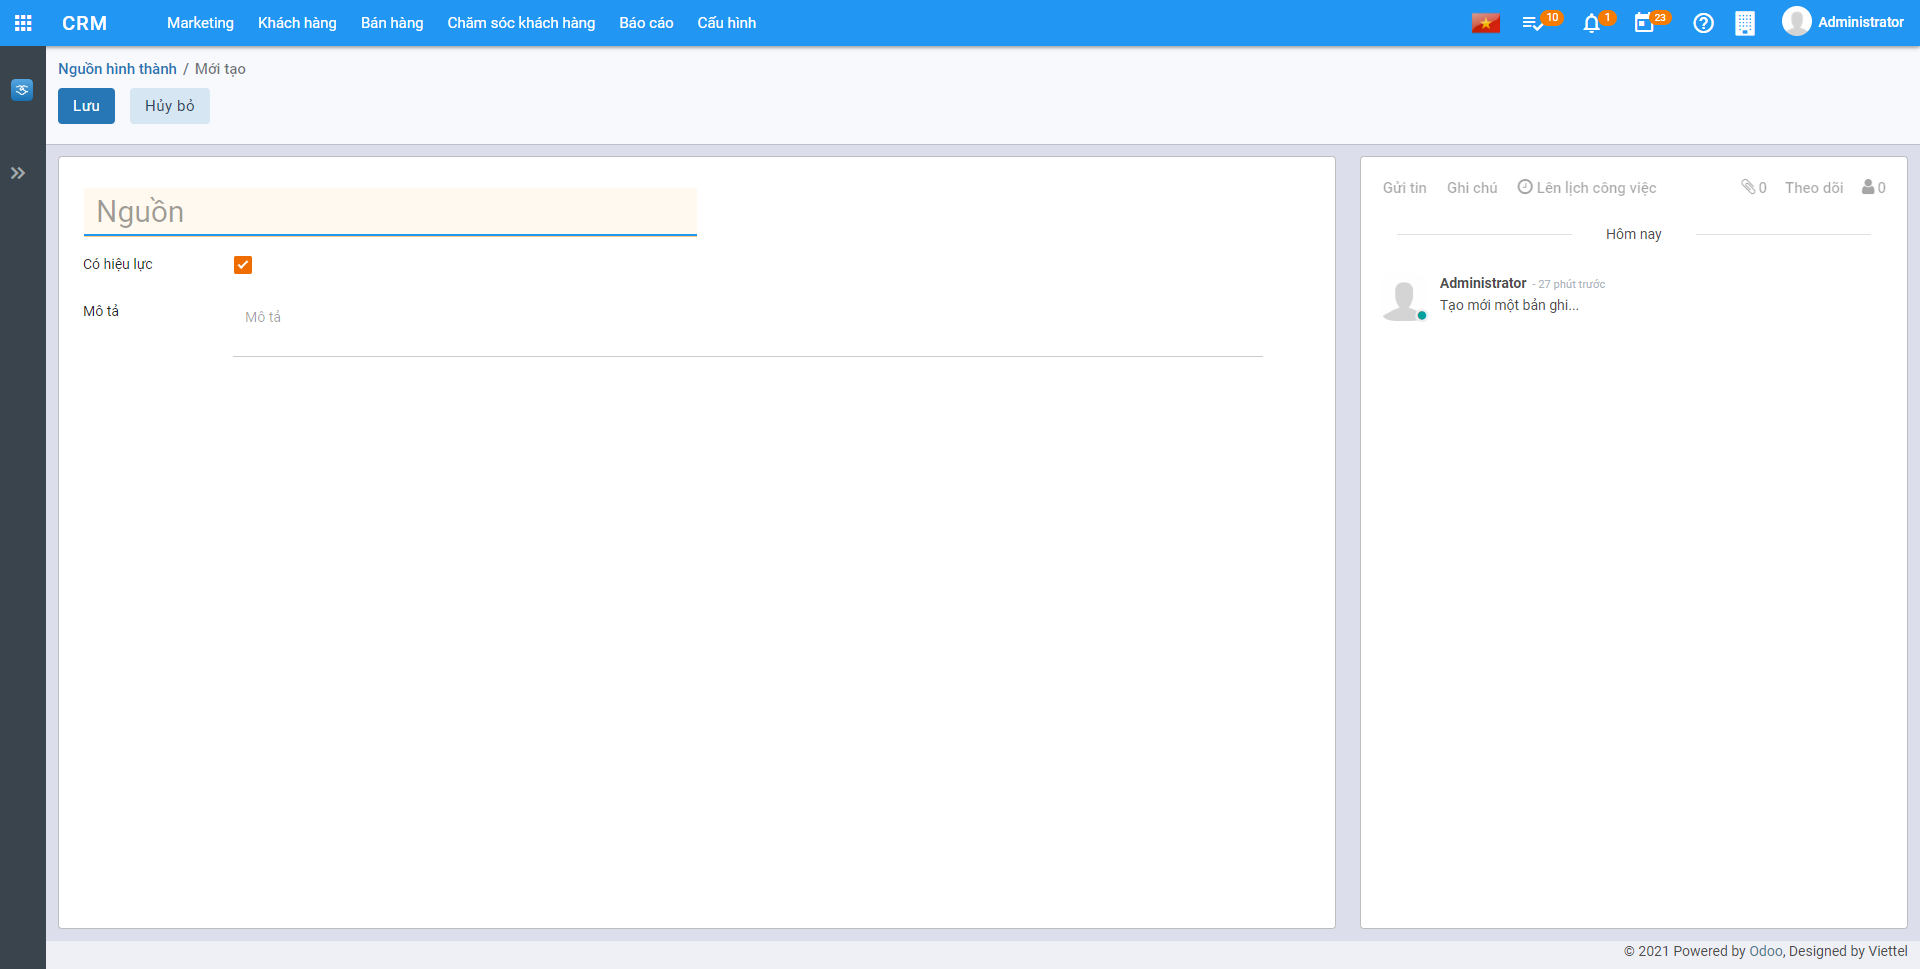 CRM Marketing Khách hàng Bán hàng Chăm sóc khách hàng Báo cáo Cấu hình 10 1 23 Administrator
Nguồn hình thành / Mới tạo
Lưu Hủy bỏ
Nguồn
Có hiệu lực
Mô tả
Mô tả
Gửi tin Ghi chú Lên lịch công việc 0 Theo dõi 0
Hôm nay
Administrator - 27 phút trước
Tạo mới một bản ghi...
© 2021 Powered by Odoo, Designed by Viettel